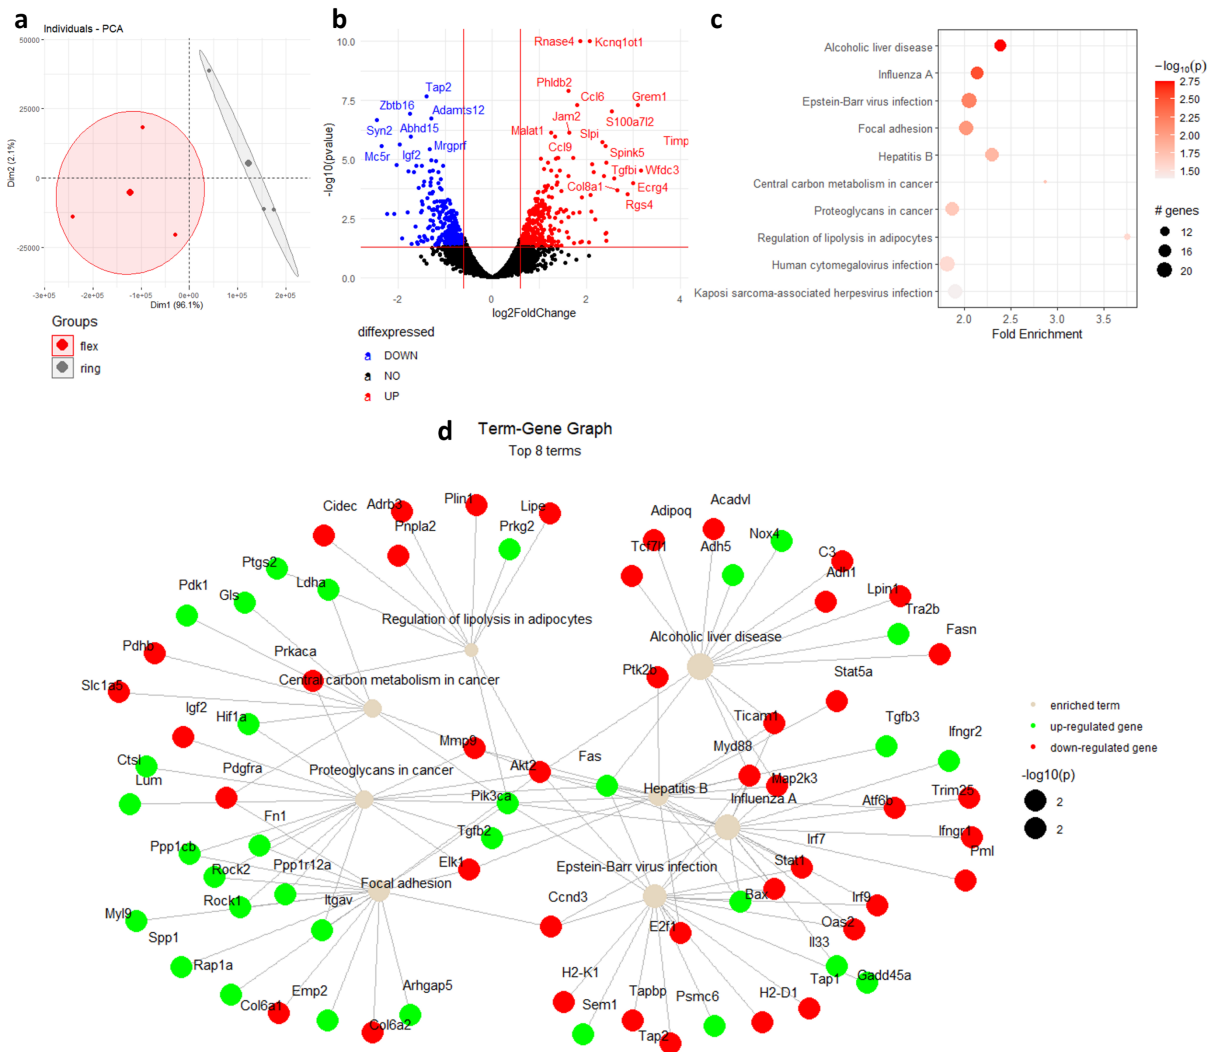 a
Individuals - PCA
50000
25000
0
-25000
Dim2 (2.1%)
-3e+05
-2e+05
-1e+05
0e+00
1e+05
2e+05
Dim1 (96.1%)
Groups
flex
ring
b
10.0
7.5
5.0
2.5
0.0
-log10(pvalue)
Rnase4
Kcnq1ot1
Phldb2
Tap2
Ccl6
Grem1
Zbtb16
Adamts12
Jam2
S100a7l2
Syn2
Abhd15
Malat1
Slpi
Timp
Mc5r
Igf2
Mrgprf
Ccl9
Spink5
Tgfbi
Wfdc3
Col8a1
Ecrg4
Rgs4
-2
0
2
4
log2FoldChange
diffexpressed
a DOWN
a NO
a UP
c
Alcoholic liver disease
Influenza A
Epstein-Barr virus infection
Focal adhesion
Hepatitis B
Central carbon metabolism in cancer
Proteoglycans in cancer
Regulation of lipolysis in adipocytes
Human cytomegalovirus infection
Kaposi sarcoma-associated herpesvirus infection
2.0
2.5
3.0
3.5
Fold Enrichment
−log₁₀(p)
2.75
2.50
2.25
2.00
1.75
1.50
# genes
12
16
20
d
Term-Gene Graph
Top 8 terms
Cidec
Adrb3
Plin1
Lipe
Pnpla2
Prkg2
Ptgs2
Ldha
Pdk1
Gls
Regulation of lipolysis in adipocytes
Pdhb
Prkaca
Central carbon metabolism in cancer
Slc1a5
Igf2
Hif1a
Mmp9
Ctsl
Pdgfra
Proteoglycans in cancer
Akt2
Fas
Lum
Pik3ca
Fn1
Tgfb2
Ppp1cb
Rock2
Ppp1r12a
Elk1
Focal adhesion
Rock1
Itgav
Myl9
Spp1
Rap1a
Emp2
Arhgap5
Col6a1
Col6a2
Acadvl
Adipoq
Nox4
Tcf7l1
Adh5
C3
Adh1
Lpin1
Tra2b
Alcoholic liver disease
Fasn
Ptk2b
Stat5a
Ticam1
Tgfb3
Ifngr2
Myd88
Map2k3
Hepatitis B
Influenza A
Atf6b
Trim25
Ifngr1
Irf7
Pml
Epstein-Barr virus infection
Stat1
Ccnd3
Bax
Irf9
E2f1
Oas2
Il33
H2-K1
Tap1
Gadd45a
Sem1
Tapbp
Psmc6
H2-D1
Tap2
enriched term
up-regulated gene
down-regulated gene
-log10(p)
2
2